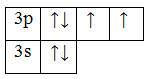 3p ↑↓ ↑ ↑
3s ↑↓